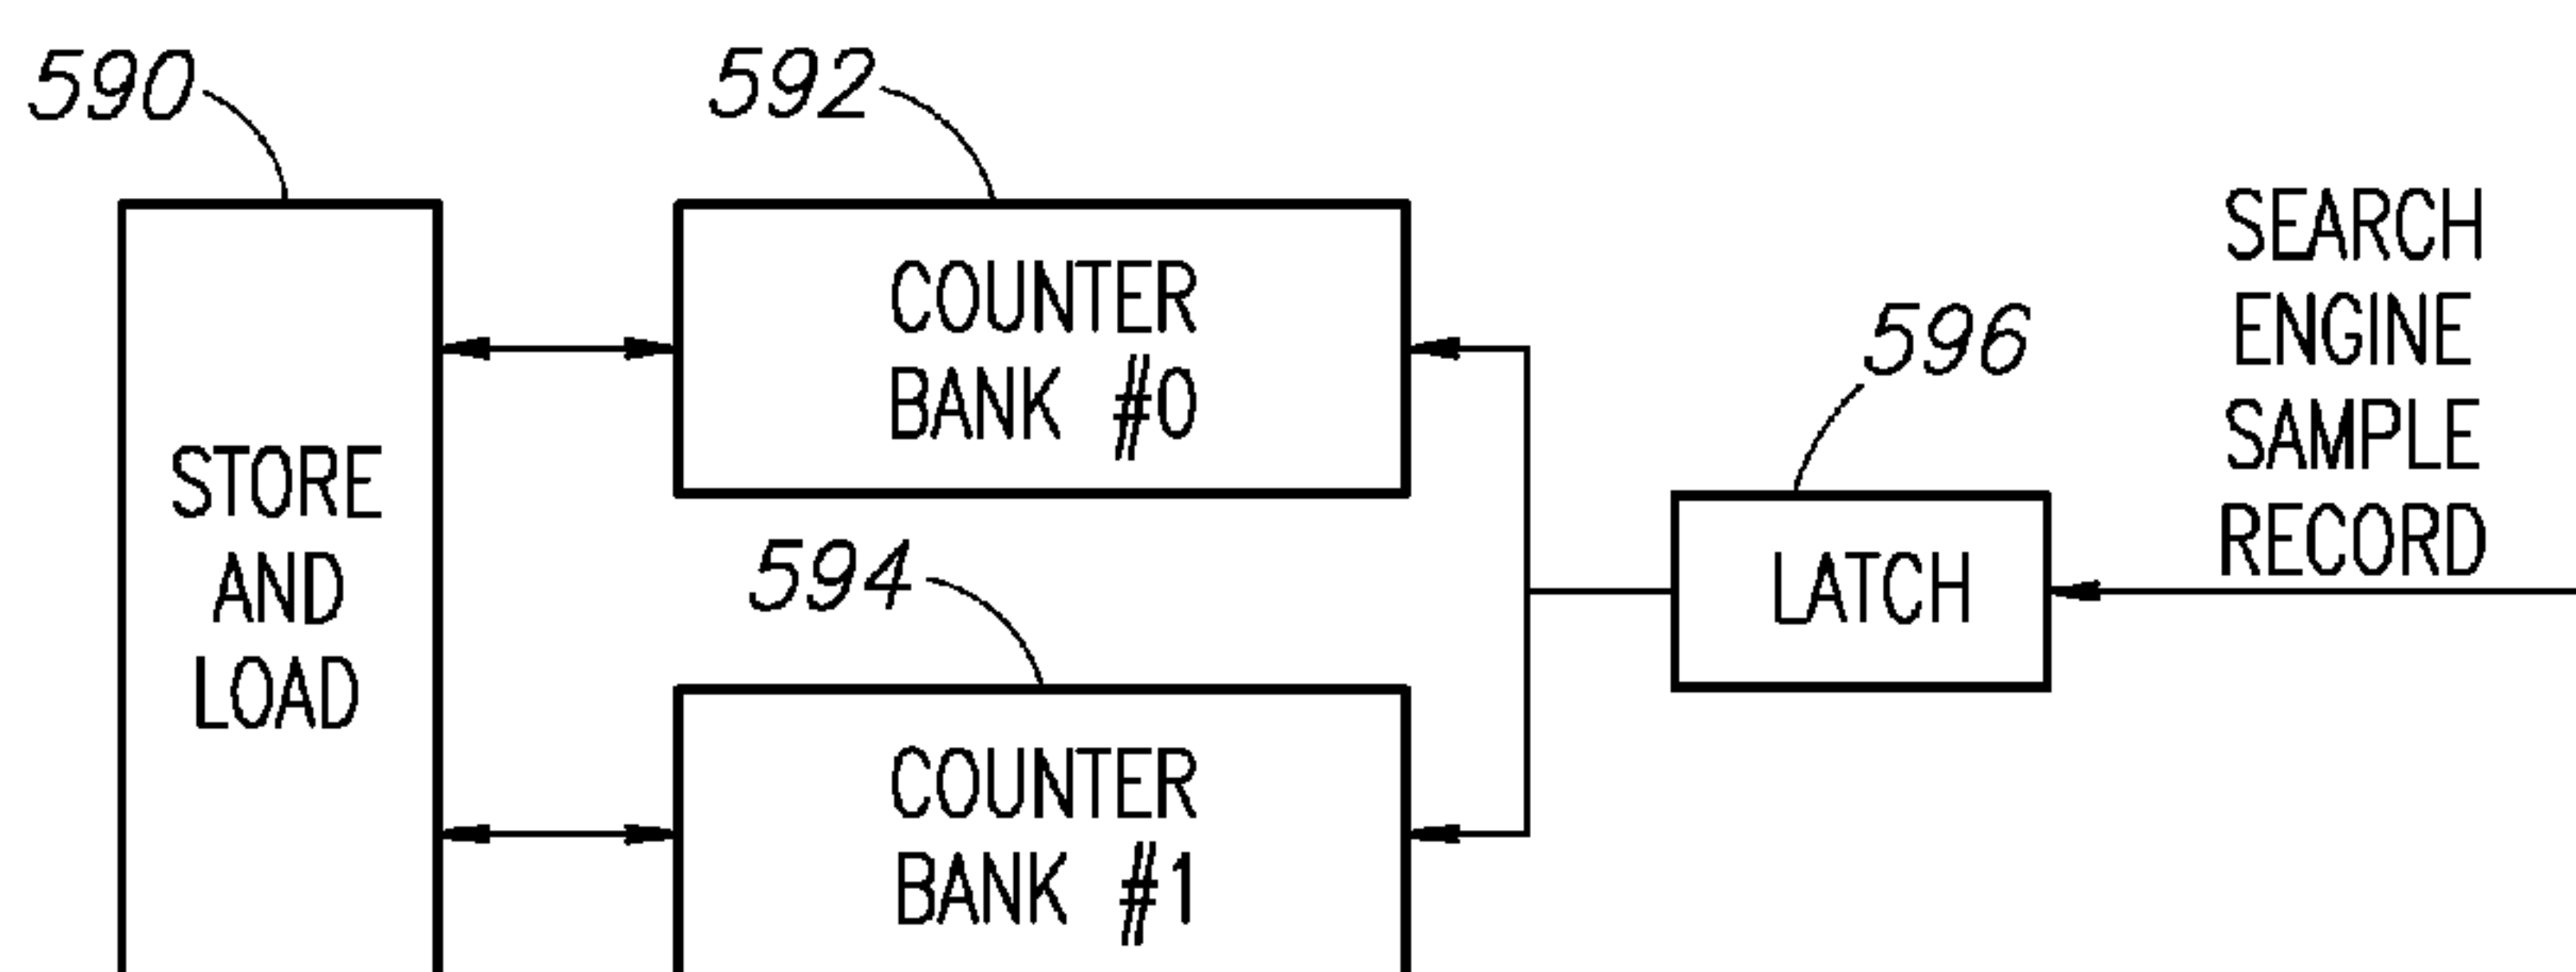 590
592
SEARCH
ENGINE
SAMPLE
RECORD
596
COUNTER
BANK #0
STORE
AND
LOAD
594
LATCH
COUNTER
BANK #1